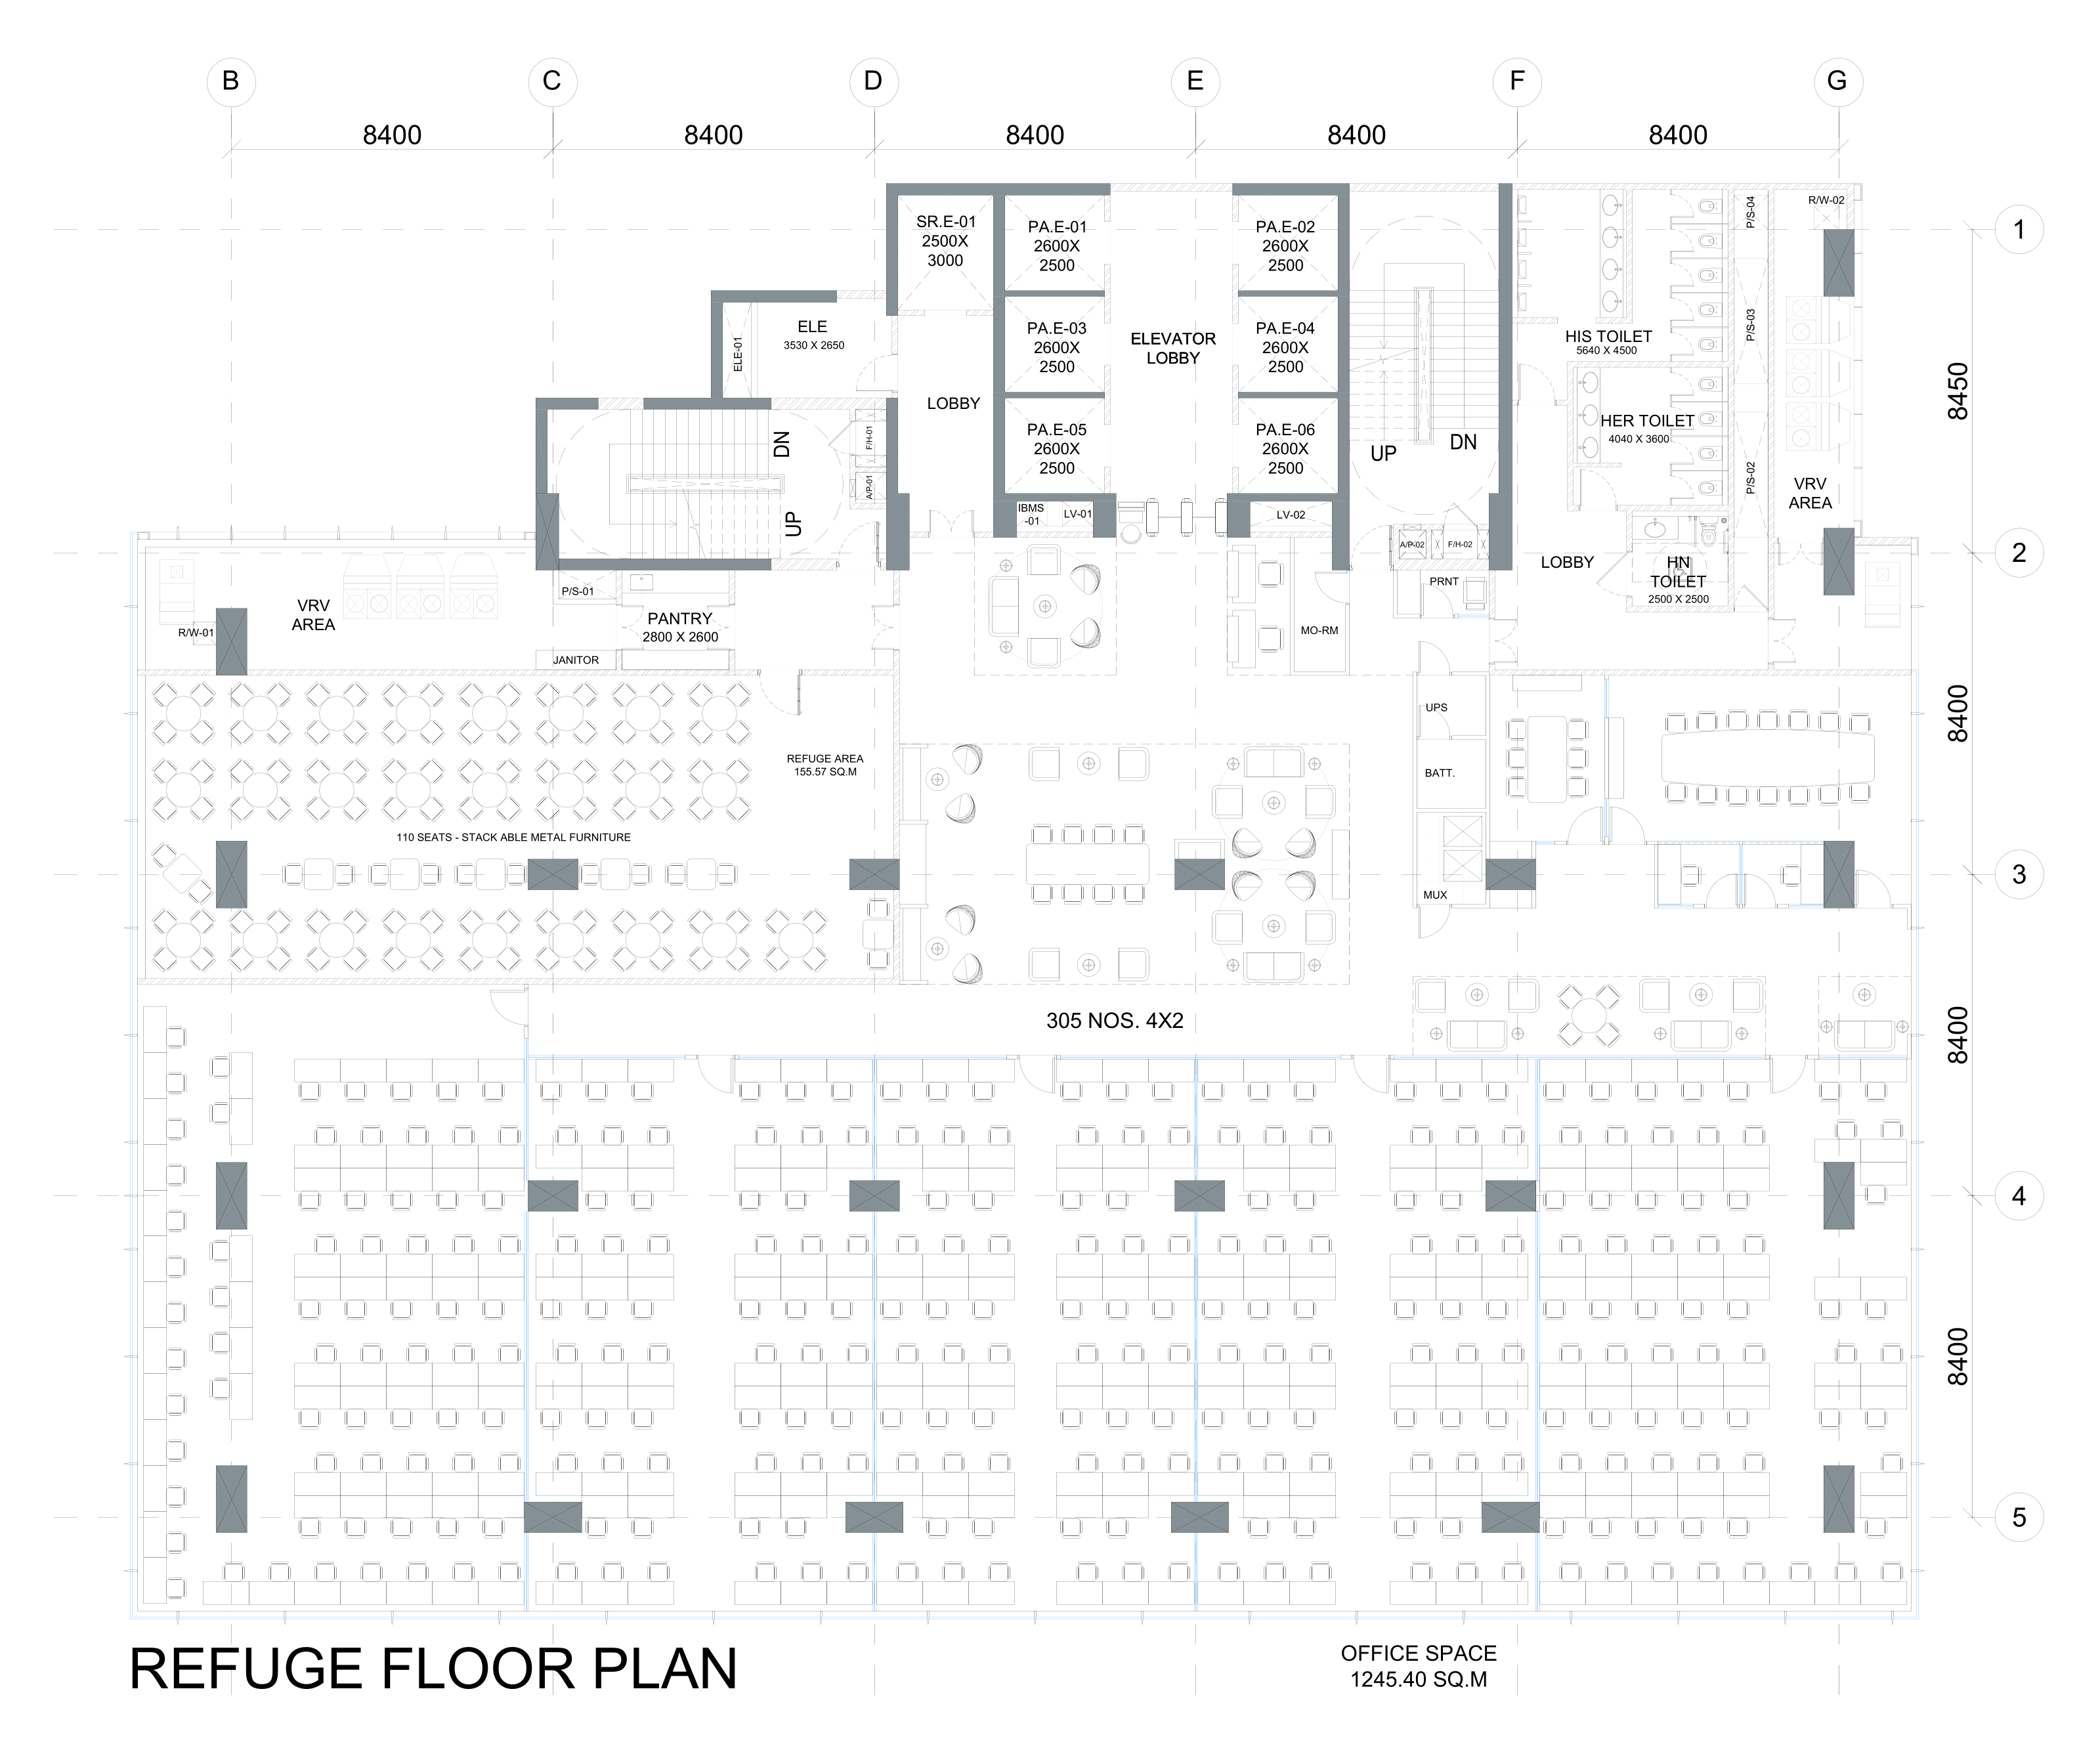 B
C
D
E
F
G
8400
8400
8400
8400
8400
SR.E-01
2500X
3000
PA.E-01
2600X
2500
PA.E-02
2600X
2500
P/S-04
R/W-02
1
ELE
3530 X 2650
ELE-01
PA.E-03
2600X
2500
ELEVATOR
LOBBY
PA.E-04
2600X
2500
HIS TOILET
5640 X 4500
P/S-03
8450
LOBBY
HER TOILET
4040 X 3600
DN
F/H-01
PA.E-05
2600X
2500
PA.E-06
2600X
2500
UP
DN
P/S-02
VRV
AREA
A/P-01
UP
IBMS
-01
LV-01
LV-02
A/P-02
F/H-02
LOBBY
HN
TOILET
2500 X 2500
2
P/S-01
PRNT
VRV
AREA
R/W-01
PANTRY
2800 X 2600
JANITOR
MO-RM
UPS
8400
REFUGE AREA
155.57 SQ.M
BATT.
110 SEATS - STACK ABLE METAL FURNITURE
3
MUX
305 NOS. 4X2
8400
4
8400
5
REFUGE FLOOR PLAN
OFFICE SPACE
1245.40 SQ.M